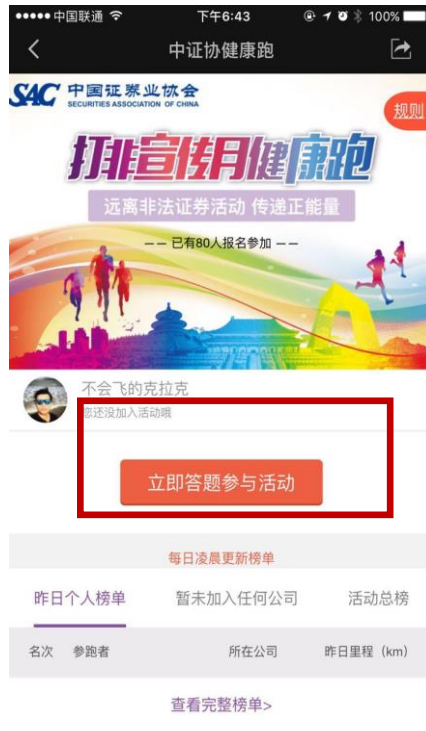 中国联通 下午6:43 100%
中证协健康跑
SAC 中国证券业协会
SECURITIES ASSOCIATION OF CHINA
规则
打非宣传月健康跑
远离非法证券活动 传递正能量
—— 已有80人报名参加 ——
不会飞的克拉克
您还没加入活动哦
立即答题参与活动
每日凌晨更新榜单
昨日个人榜单 暂未加入任何公司 活动总榜
名次 参跑者 所在公司 昨日里程（km）
查看完整榜单>